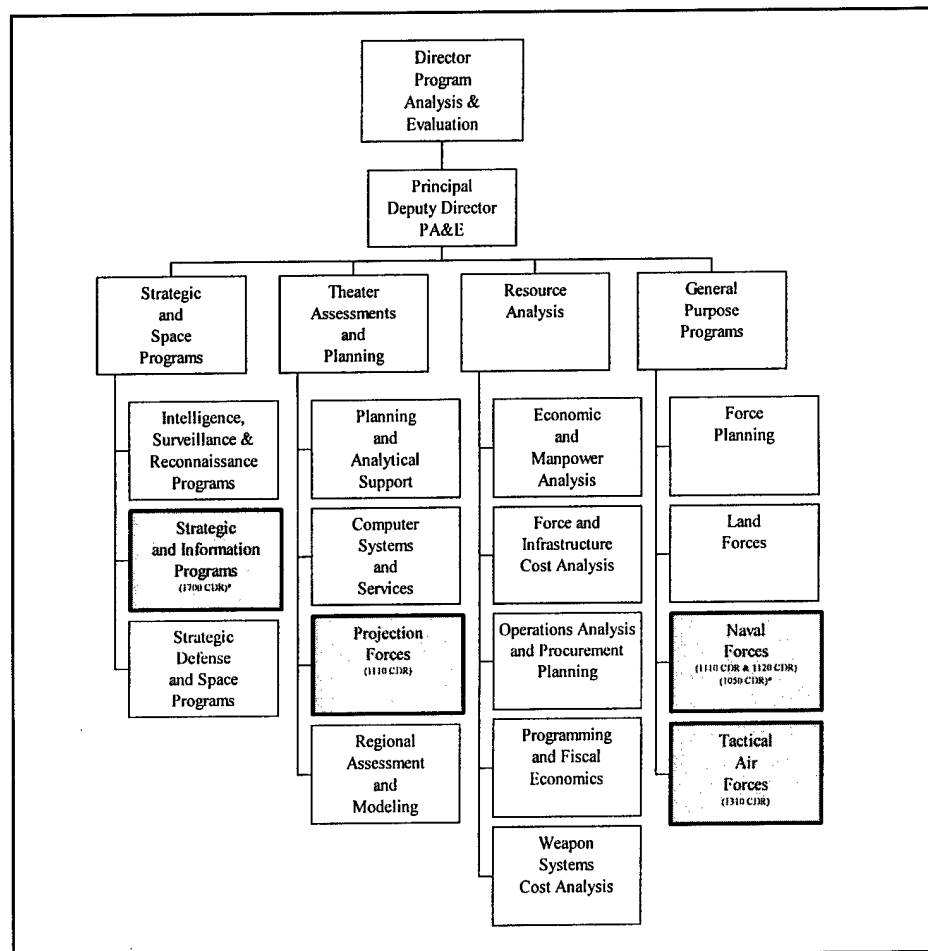 Director
Program
Analysis &
Evaluation
Principal
Deputy Director
PA&E
Strategic
and
Space
Programs
Theater
Assessments
and
Planning
Resource
Analysis
General
Purpose
Programs
Intelligence,
Surveillance &
Reconnaissance
Programs
Strategic
and Information
Programs
(1700 CDR)*
Strategic
Defense
and Space
Programs
Planning
and
Analytical
Support
Computer
Systems
and
Services
Projection
Forces
(1110 CDR)
Regional
Assessment
and
Modeling
Economic
and
Manpower
Analysis
Force and
Infrastructure
Cost Analysis
Operations Analysis
and Procurement
Planning
Programming
and Fiscal
Economics
Weapon
Systems
Cost Analysis
Force
Planning
Land
Forces
Naval
Forces
(1110 CDR & 1120 CDR)
(1050 CDR)*
Tactical
Air
Forces
(1310 CDR)